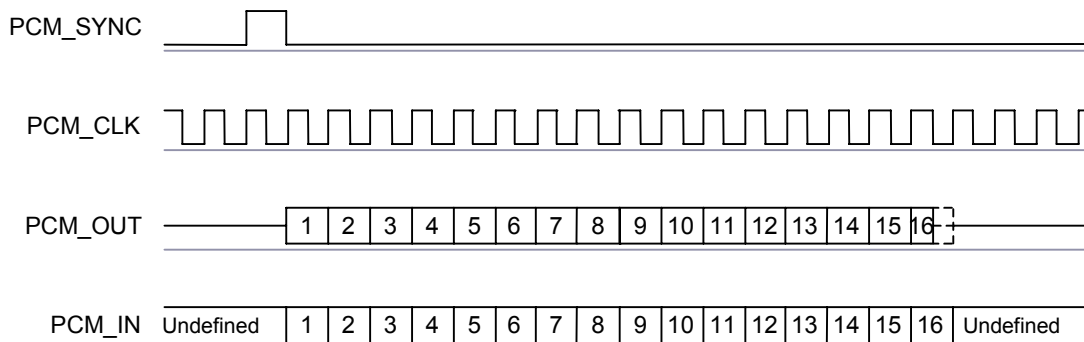 PCM_SYNC
PCM_CLK
PCM_OUT 1 2 3 4 5 6 7 8 9 10 11 12 13 14 15 16
PCM_IN Undefined 1 2 3 4 5 6 7 8 9 10 11 12 13 14 15 16 Undefined